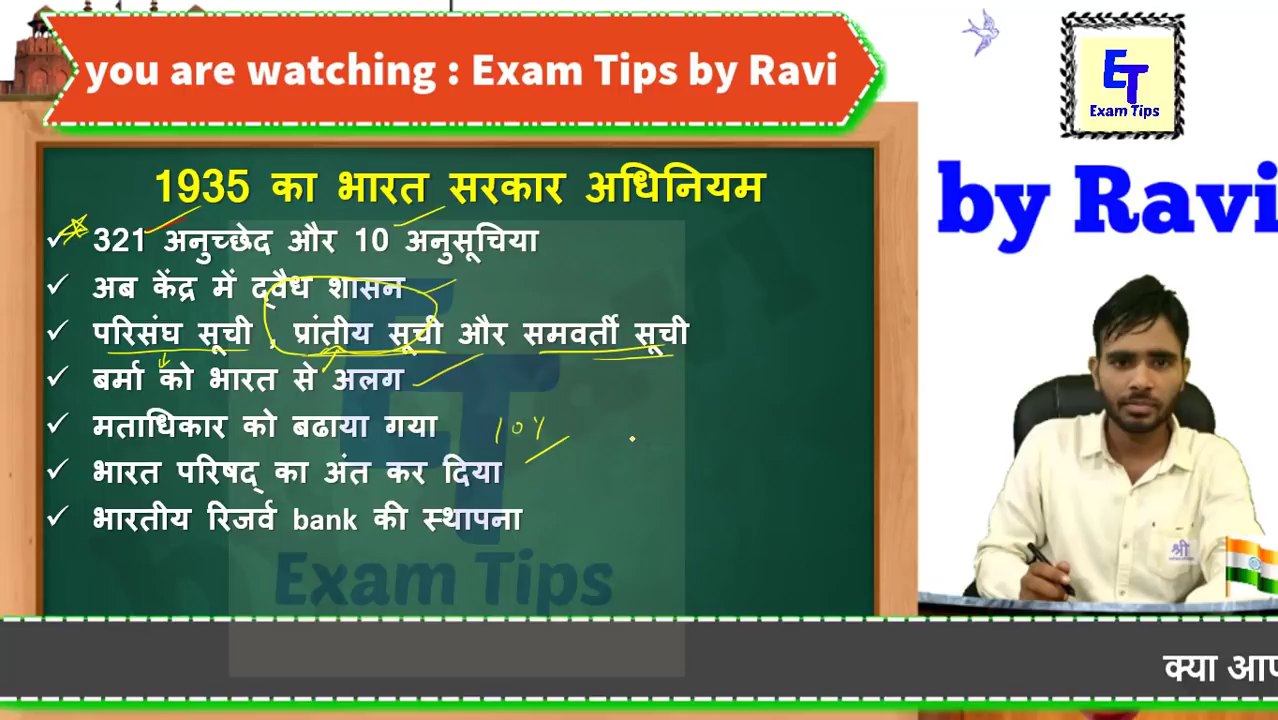 you are watching : Exam Tips by Ravi
ET
Exam Tips
by Ravi
1935 का भारत सरकार अधिनियम
321 अनुच्छेद और 10 अनुसूचिया
अब केंद्र में द्वैध शासन
परिसंघ सूची , प्रांतीय सूची और समवर्ती सूची
बर्मा को भारत से अलग
मताधिकार को बढाया गया
10%
भारत परिषद् का अंत कर दिया
भारतीय रिजर्व bank की स्थापना
ET
Exam Tips
श्री
क्या आप